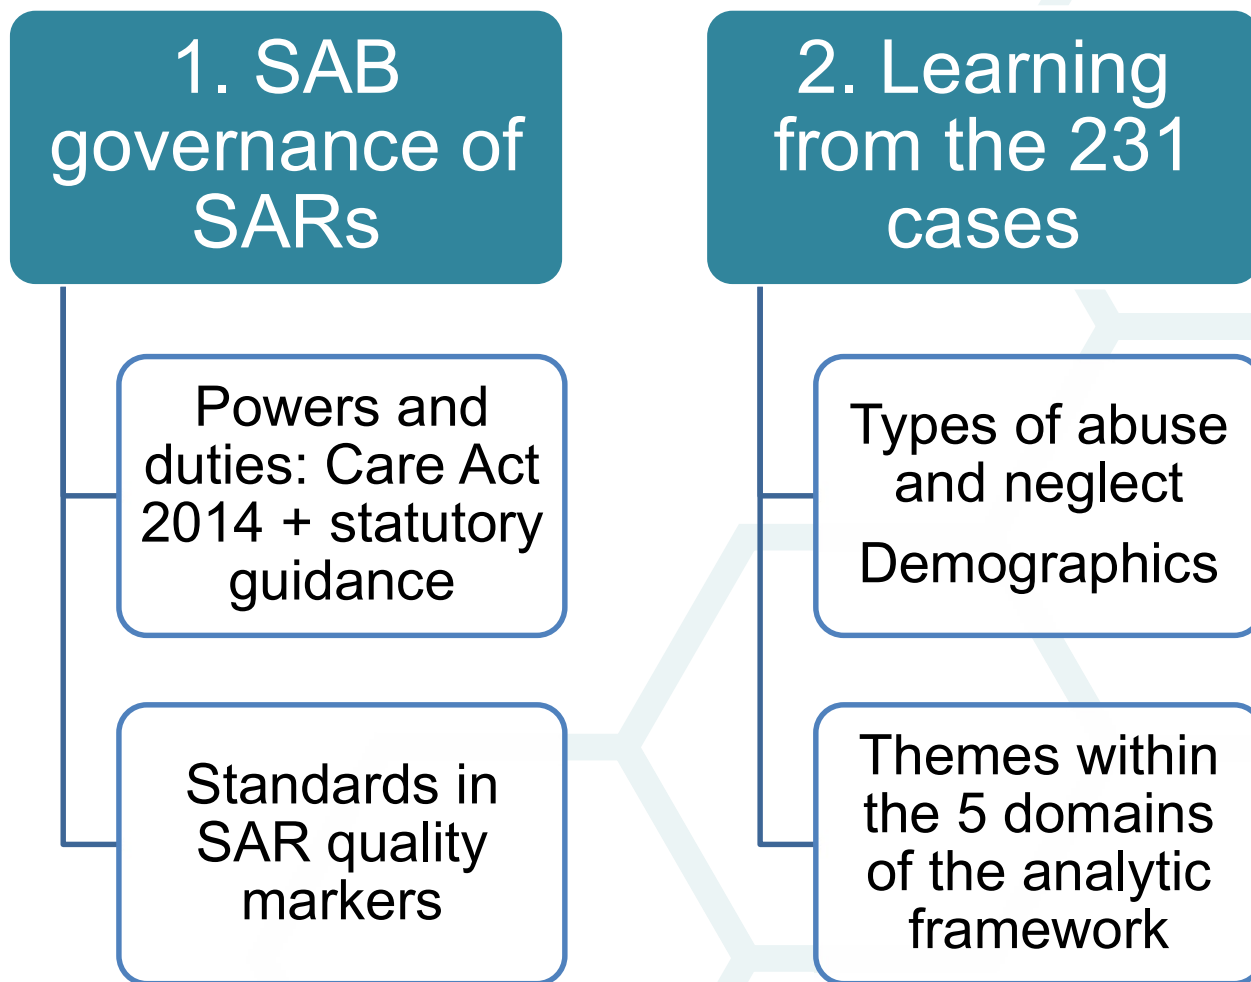 1. SAB
governance of
SARs
Powers and
duties: Care Act
2014 + statutory
guidance
Standards in
SAR quality
markers
2. Learning
from the 231
cases
Types of abuse
and neglect
Demographics
Themes within
the 5 domains
of the analytic
framework